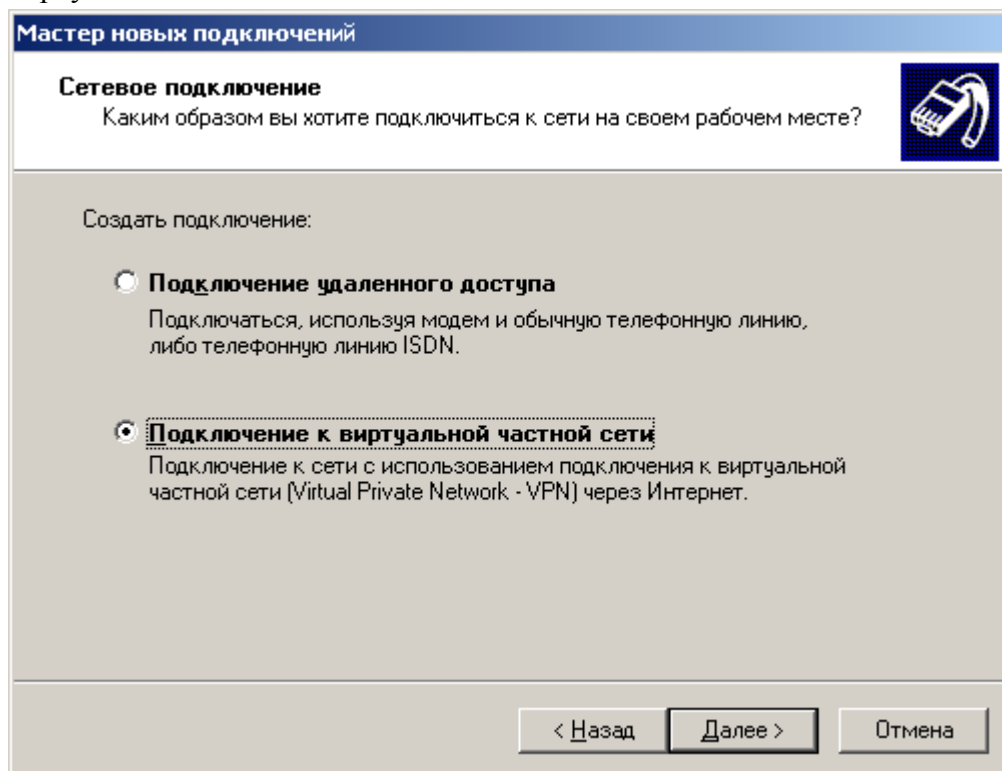 Мастер новых подключений
Сетевое подключение
Каким образом вы хотите подключиться к сети на своем рабочем месте?
Создать подключение:
Подключение удаленного доступа
Подключаться, используя модем и обычную телефонную линию,
либо телефонную линию ISDN.
Подключение к виртуальной частной сети
Подключение к сети с использованием подключения к виртуальной
частной сети (Virtual Private Network - VPN) через Интернет.
< Назад Далее > Отмена